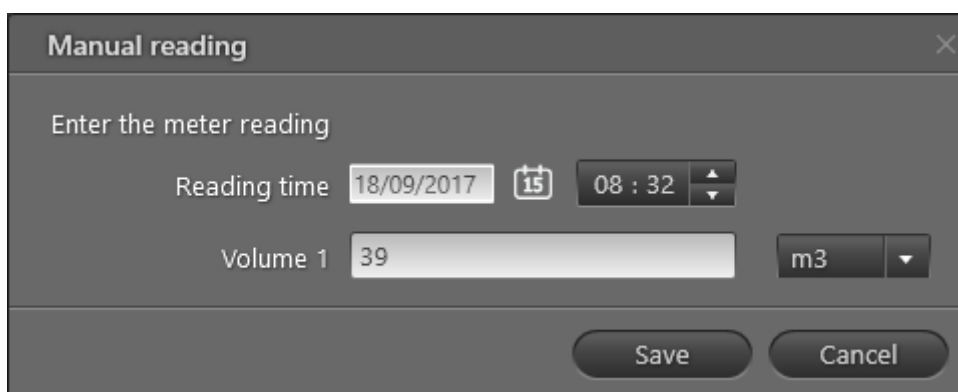 Manual reading
Enter the meter reading
Reading time 18/09/2017 15 08 : 32
Volume 1 39 m3
Save Cancel